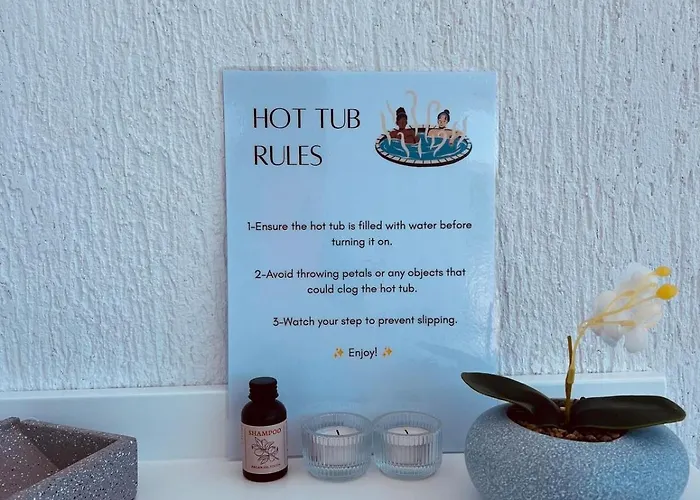 HOT TUB
RULES
1-Ensure the hot tub is filled with water before
turning it on.
2-Avoid throwing petals or any objects that
could clog the hot tub.
3-Watch your step to prevent slipping.
✨ Enjoy! ✨
SHAMPOO